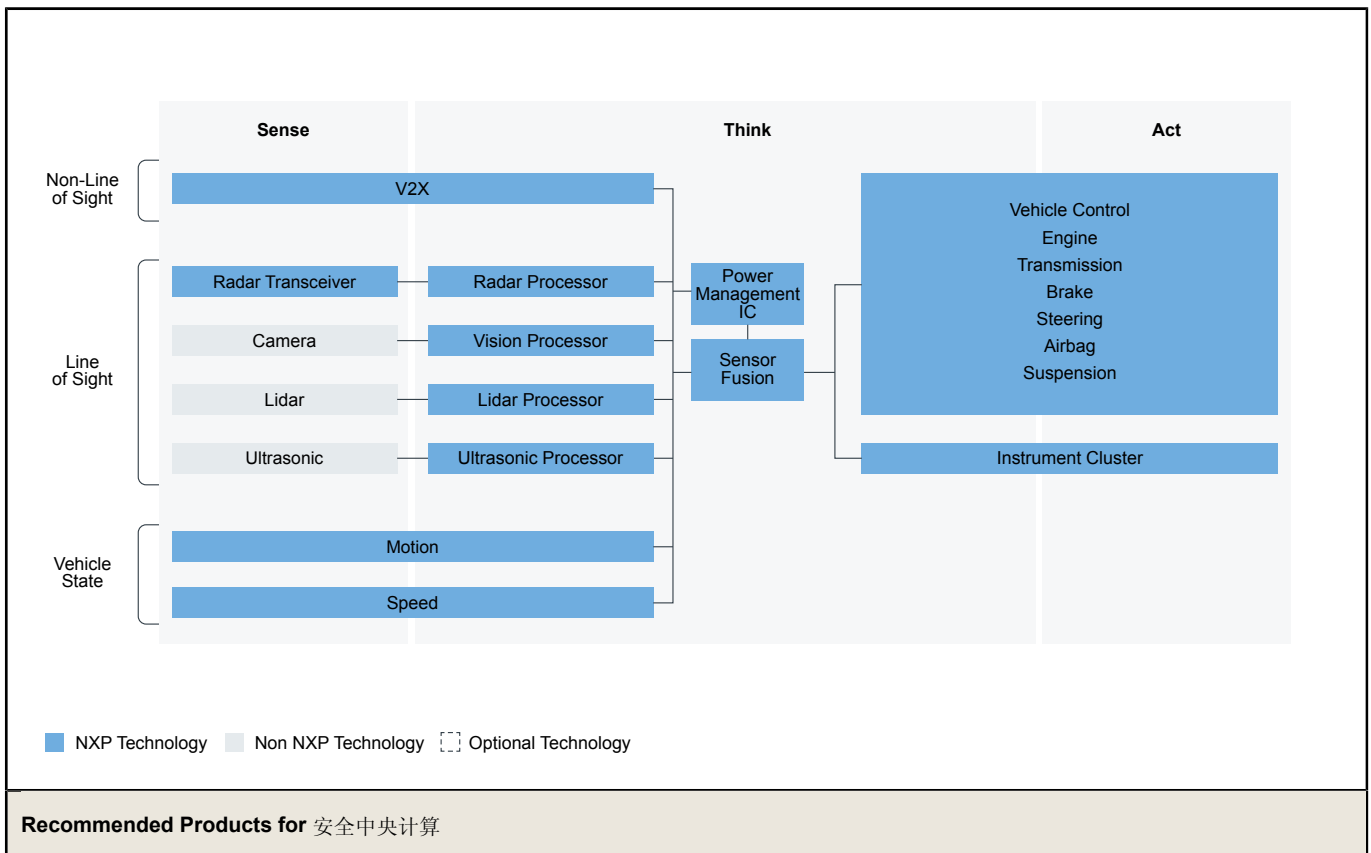 Sense
Think
Act
Non-Line
of Sight
V2X
Line
of Sight
Radar Transceiver
Radar Processor
Camera
Vision Processor
Lidar
Lidar Processor
Ultrasonic
Ultrasonic Processor
Vehicle
State
Motion
Speed
Power
Management
IC
Sensor
Fusion
Vehicle Control
Engine
Transmission
Brake
Steering
Airbag
Suspension
Instrument Cluster
NXP Technology
Non NXP Technology
Optional Technology
Recommended Products for 安全中央计算